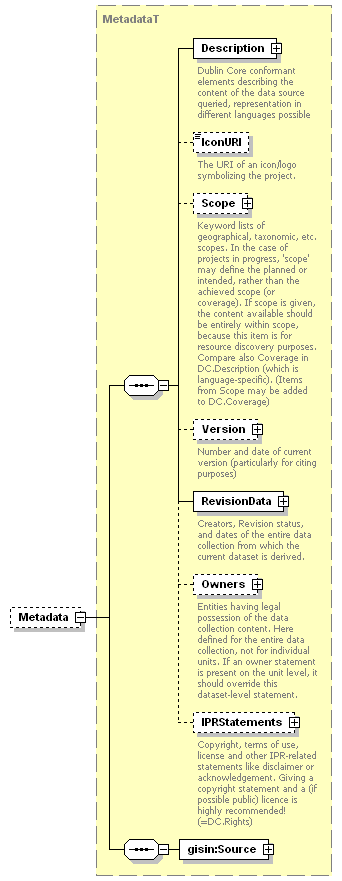 MetadataT
Description
Dublin Core conformant
elements describing the
content of the data source
queried, representation in
different languages possible
IconURI
The URI of an icon/logo
symbolizing the project.
Scope
Keyword lists of
geographical, taxonomic, etc.
scopes. In the case of
projects in progress, 'scope'
may define the planned or
intended, rather than the
achieved scope (or
coverage). If scope is given,
the content available should
be entirely within scope,
because this item is for
resource discovery purposes.
Compare also Coverage in
DC.Description (which is
language-specific). (Items
from Scope may be added
to DC.Coverage)
Version
Number and date of current
version (particularly for citing
purposes)
RevisionData
Creators, Revision status,
and dates of the entire data
collection from which the
current dataset is derived.
Owners
Entities having legal
possession of the data
collection content. Here
defined for the entire data
collection, not for individual
units. If an owner statement
is present on the unit level, it
should override this
dataset-level statement.
Metadata
IPRStatements
Copyright, terms of use,
license and other IPR-related
statements like disclaimer or
acknowledgement. Giving a
copyright statement and a (if
possible public) licence is
highly recommended!
(=DC.Rights)
gisin:Source